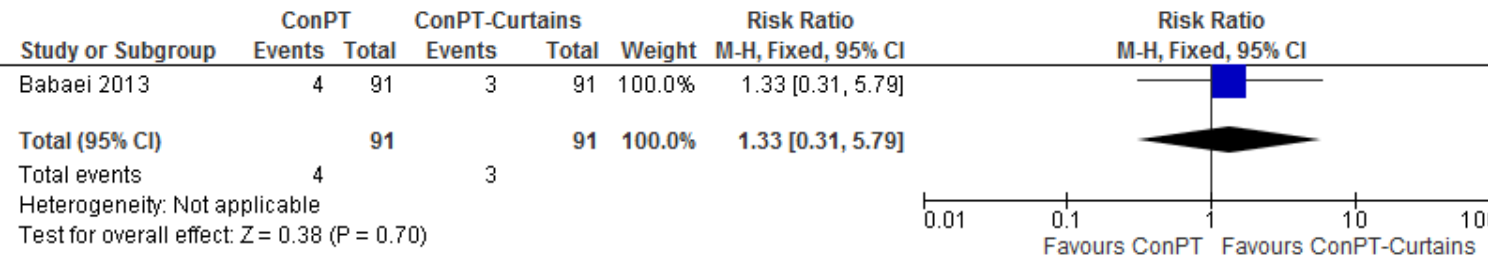 ConPT ConPT-Curtains Risk Ratio Risk Ratio
Study or Subgroup Events Total Events Total Weight M-H, Fixed, 95% CI M-H, Fixed, 95% CI
Babaei 2013 4 91 3 91 100.0% 1.33 [0.31, 5.79]
Total (95% CI) 91 91 100.0% 1.33 [0.31, 5.79]
Total events 4 3
Heterogeneity: Not applicable
Test for overall effect: Z = 0.38 (P = 0.70)
0.01 0.1 1 10 10
Favours ConPT Favours ConPT-Curtains